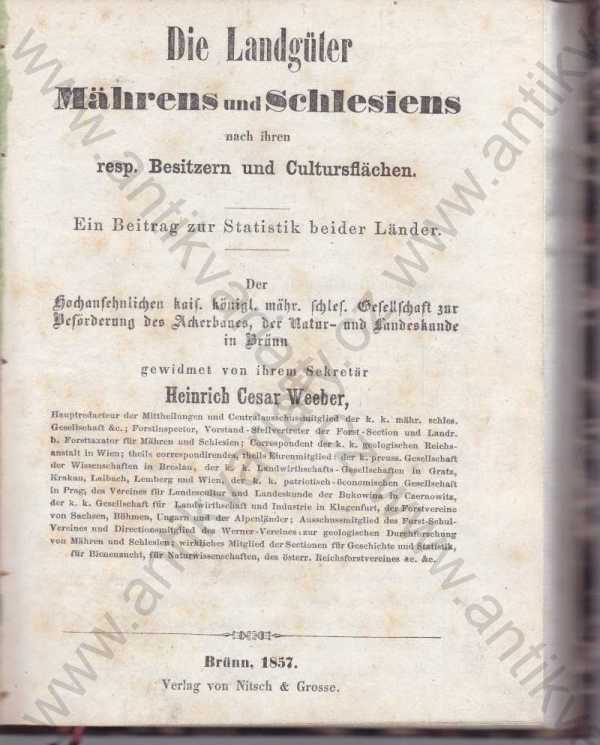 Die Landgüter
Mährens und Schlesiens
nach ihren
resp. Besitzern und Cultursflächen.
Ein Beitrag zur Statistik beider Länder.
Der
Hochansehnlichen kais. königl. mähr. schles. Gesellschaft zur
Beförderung des Ackerbaues, der Natur- und Landeskunde
in Brünn
gewidmet von ihrem Sekretär
Heinrich Cesar Weeber,
Hauptredacteur der Mittheilungen und Centralausschussmitglied der k. k. mähr. schles.
Gesellschaft &c.; Forstinspector, Vorstand-Stellvertreter der Forst-Section und Landr.
b. Forsttaxator für Mähren und Schlesien; Correspondent der k. k. geologischen Reichs-
anstalt in Wien; theils correspondirendes, theils Ehrenmitglied: der k. preuss. Gesellschaft
der Wissenschaften in Breslau, der k. k. Landwirthschafts-Gesellschaften in Gratz,
Krakau, Laibach, Lemberg und Wien, k. k. patriotisch-öconomischen Gesellschaft
in Prag, des Vereines für Landescultur und Landeskunde der Bukowina in Czernowitz,
der k. k. Gesellschaft für Landwirthschaft und Industrie in Klagenfurt, der Forstvereine
von Sachsen, Böhmen, Ungarn und der Alpenländer; Ausschussmitglied des Forst-Schul-
Vereines und Directionsmitglied des Werner-Vereines zur geologischen Durchforschung
von Mähren und Schlesien; wirkliches Mitglied der Sectionen für Geschichte und Statistik,
für Bienenzucht, für Naturwissenschaften, des österr. Reichsforstvereines &c. &c.
Brünn, 1857.
Verlag von Nitsch & Grosse.